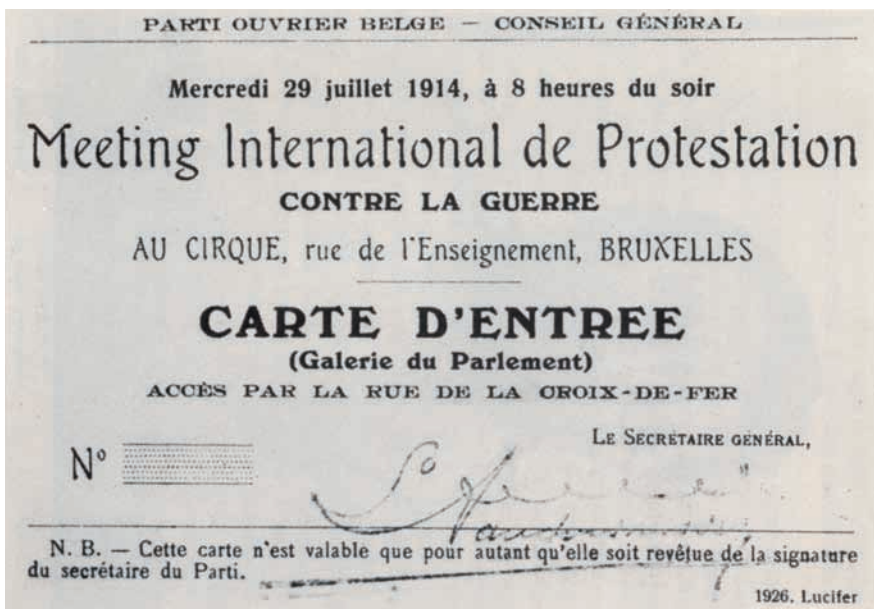 PARTI OUVRIER BELGE — CONSEIL GÉNÉRAL
Mercredi 29 juillet 1914, à 8 heures du soir
Meeting International de Protestation
CONTRE LA GUERRE
AU CIRQUE, rue de l'Enseignement, BRUXELLES
CARTE D'ENTREE
(Galerie du Parlement)
ACCÈS PAR LA RUE DE LA CROIX-DE-FER
LE SECRÉTAIRE GÉNÉRAL,
N°
N. B. — Cette carte n'est valable que pour autant qu'elle soit revêtue de la signature
du secrétaire du Parti.
1926. Lucifer